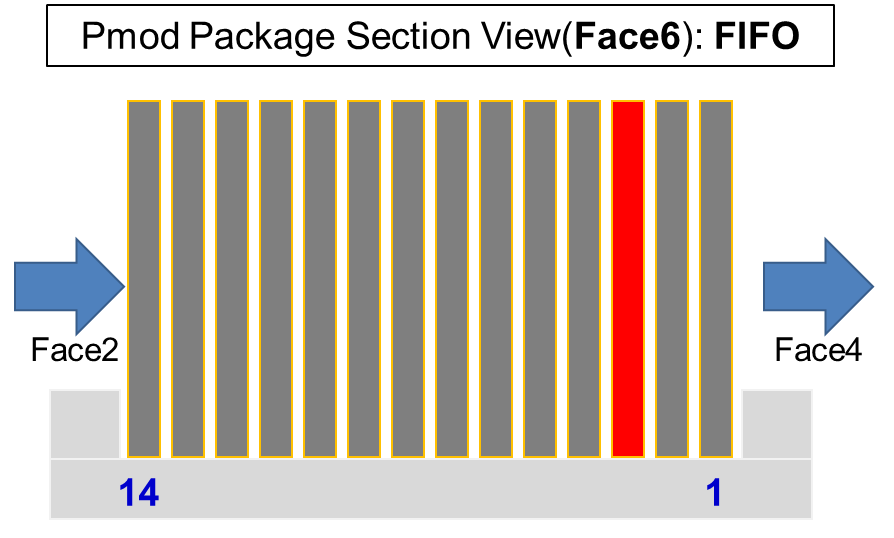 Pmod Package Section View(Face6): FIFO
Face2
Face4
14
1